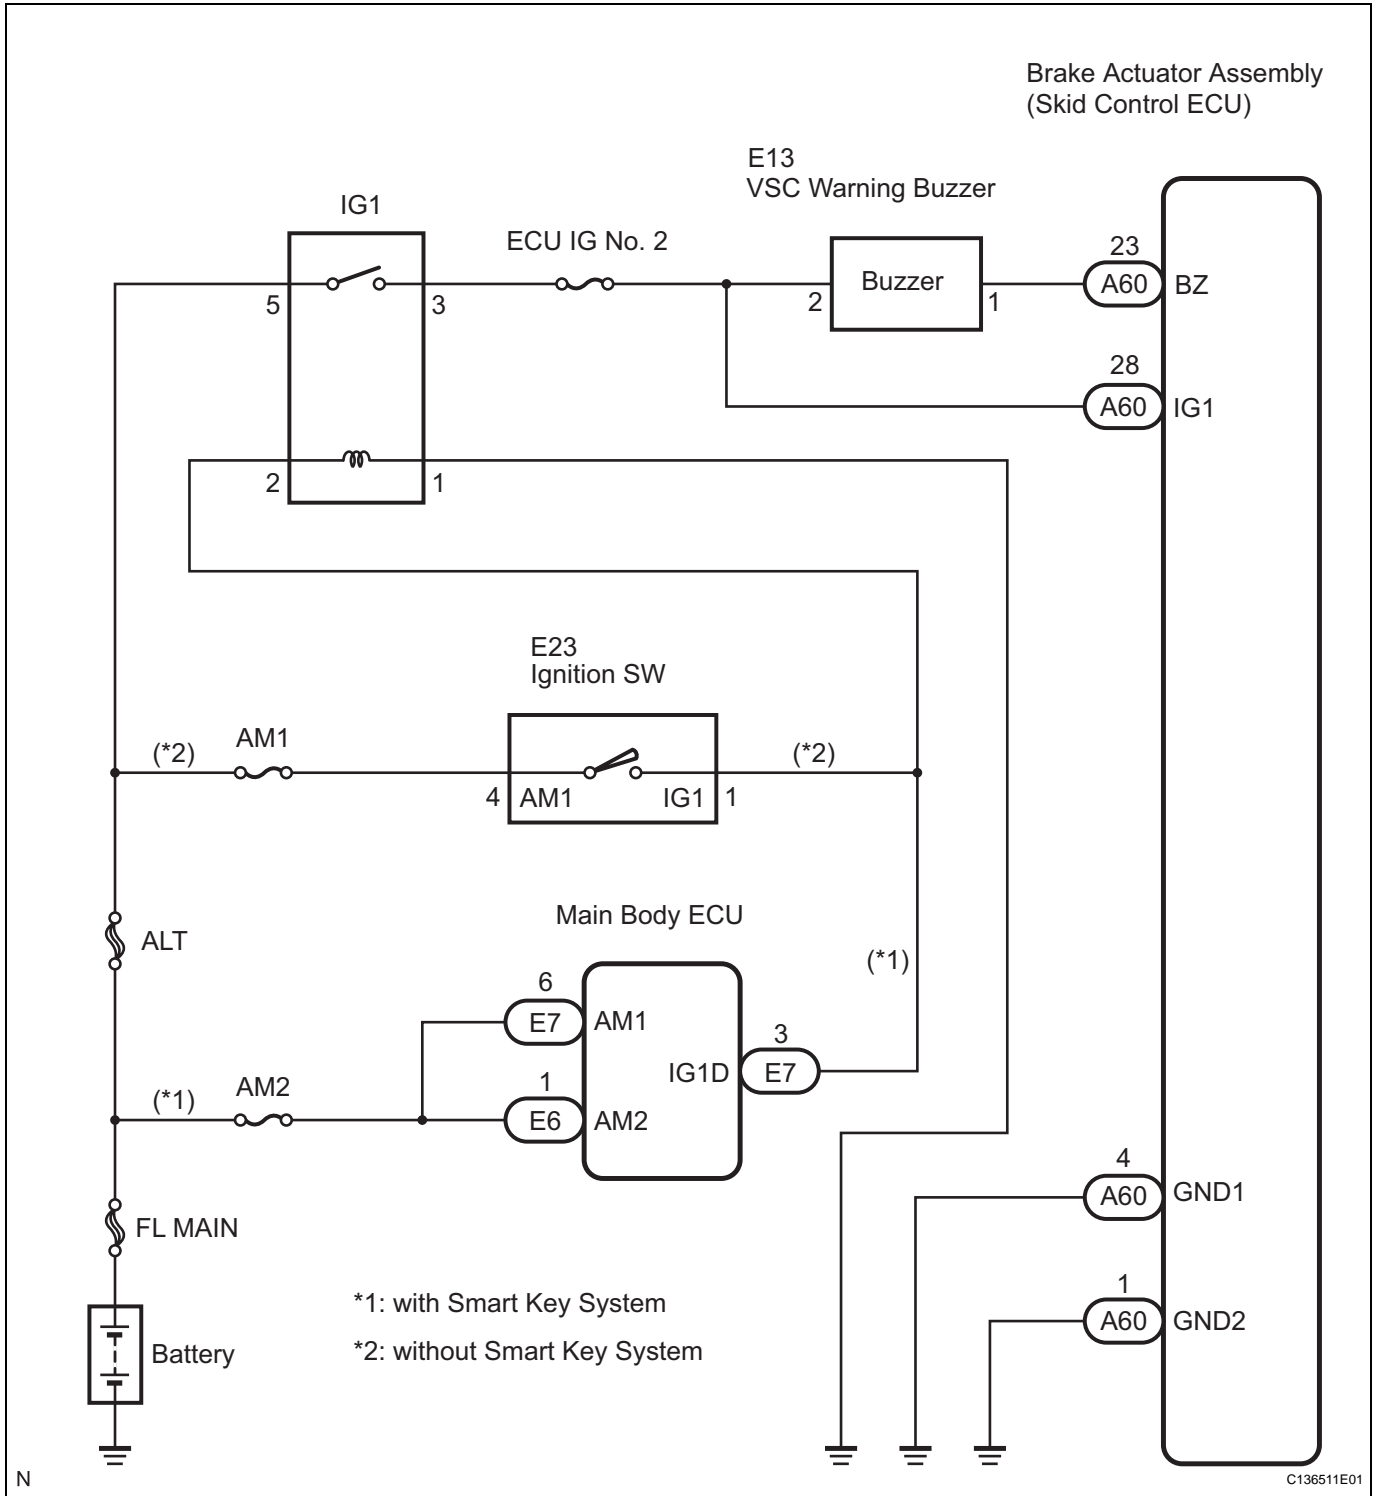 Brake Actuator Assembly
(Skid Control ECU)
E13
VSC Warning Buzzer
IG1
ECU IG No. 2
Buzzer
23
A60
BZ
5
3
2
1
28
A60
IG1
2
1
E23
Ignition SW
(*2)
AM1
(*2)
4
AM1
IG1
1
Main Body ECU
ALT
(*1)
6
E7
AM1
3
IG1D
E7
(*1)
AM2
1
E6
AM2
4
A60
GND1
FL MAIN
1
A60
GND2
*1: with Smart Key System
*2: without Smart Key System
Battery
N
C136511E01